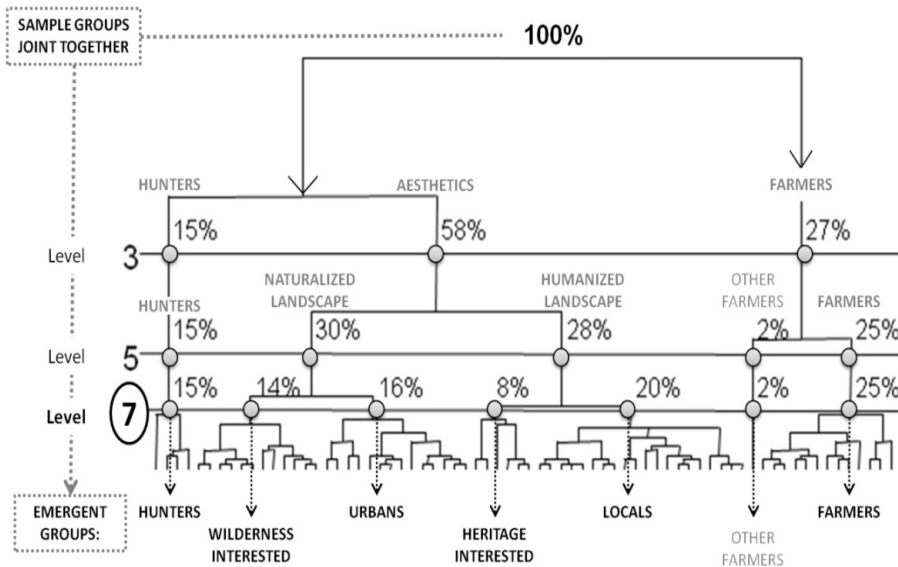 SAMPLE GROUPS
JOINT TOGETHER
100%
HUNTERS
AESTHETICS
FARMERS
15%
58%
27%
Level
3
NATURALIZED
LANDSCAPE
HUMANIZED
LANDSCAPE
OTHER
FARMERS
HUNTERS
FARMERS
15%
30%
28%
2%
25%
Level
5
15%
14%
16%
8%
20%
2%
25%
Level
7
EMERGENT
GROUPS:
HUNTERS
WILDERNESS
INTERESTED
URBANS
HERITAGE
INTERESTED
LOCALS
OTHER
FARMERS
FARMERS